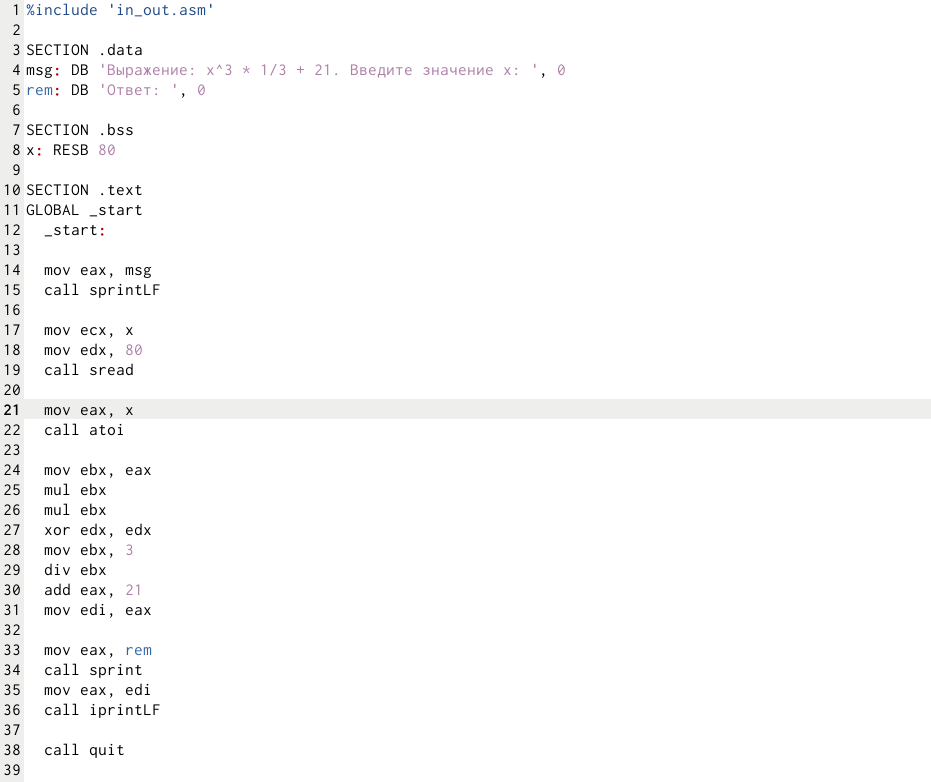 1 %include 'in_out.asm'
2
3 SECTION .data
4 msg: DB 'Выражение: x^3 * 1/3 + 21. Введите значение x: ', 0
5 rem: DB 'Ответ: ', 0
6
7 SECTION .bss
8 x: RESB 80
9
10 SECTION .text
11 GLOBAL _start
12 _start:
13
14 mov eax, msg
15 call sprintLF
16
17 mov ecx, x
18 mov edx, 80
19 call sread
20
21 mov eax, x
22 call atoi
23
24 mov ebx, eax
25 mul ebx
26 mul ebx
27 xor edx, edx
28 mov ebx, 3
29 div ebx
30 add eax, 21
31 mov edi, eax
32
33 mov eax, rem
34 call sprint
35 mov eax, edi
36 call iprintLF
37
38 call quit
39